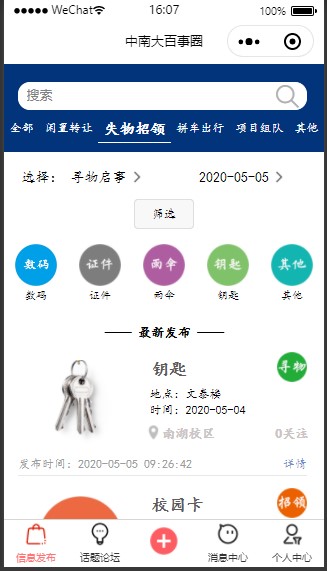 WeChat 16:07 100%
中南大百事圈
搜索
全部 闲置转让 失物招领 拼车出行 项目组队 其他
选择： 寻物启事 2020-05-05
筛选
数码 证件 雨伞 钥匙 其他
数码 证件 雨伞 钥匙 其他
最新发布
钥匙 寻物
地点：文泰楼
时间：2020-05-04
南湖校区 0关注
发布时间：2020-05-05 09:26:42 详情
校园卡 招领
信息发布 话题论坛 消息中心 个人中心